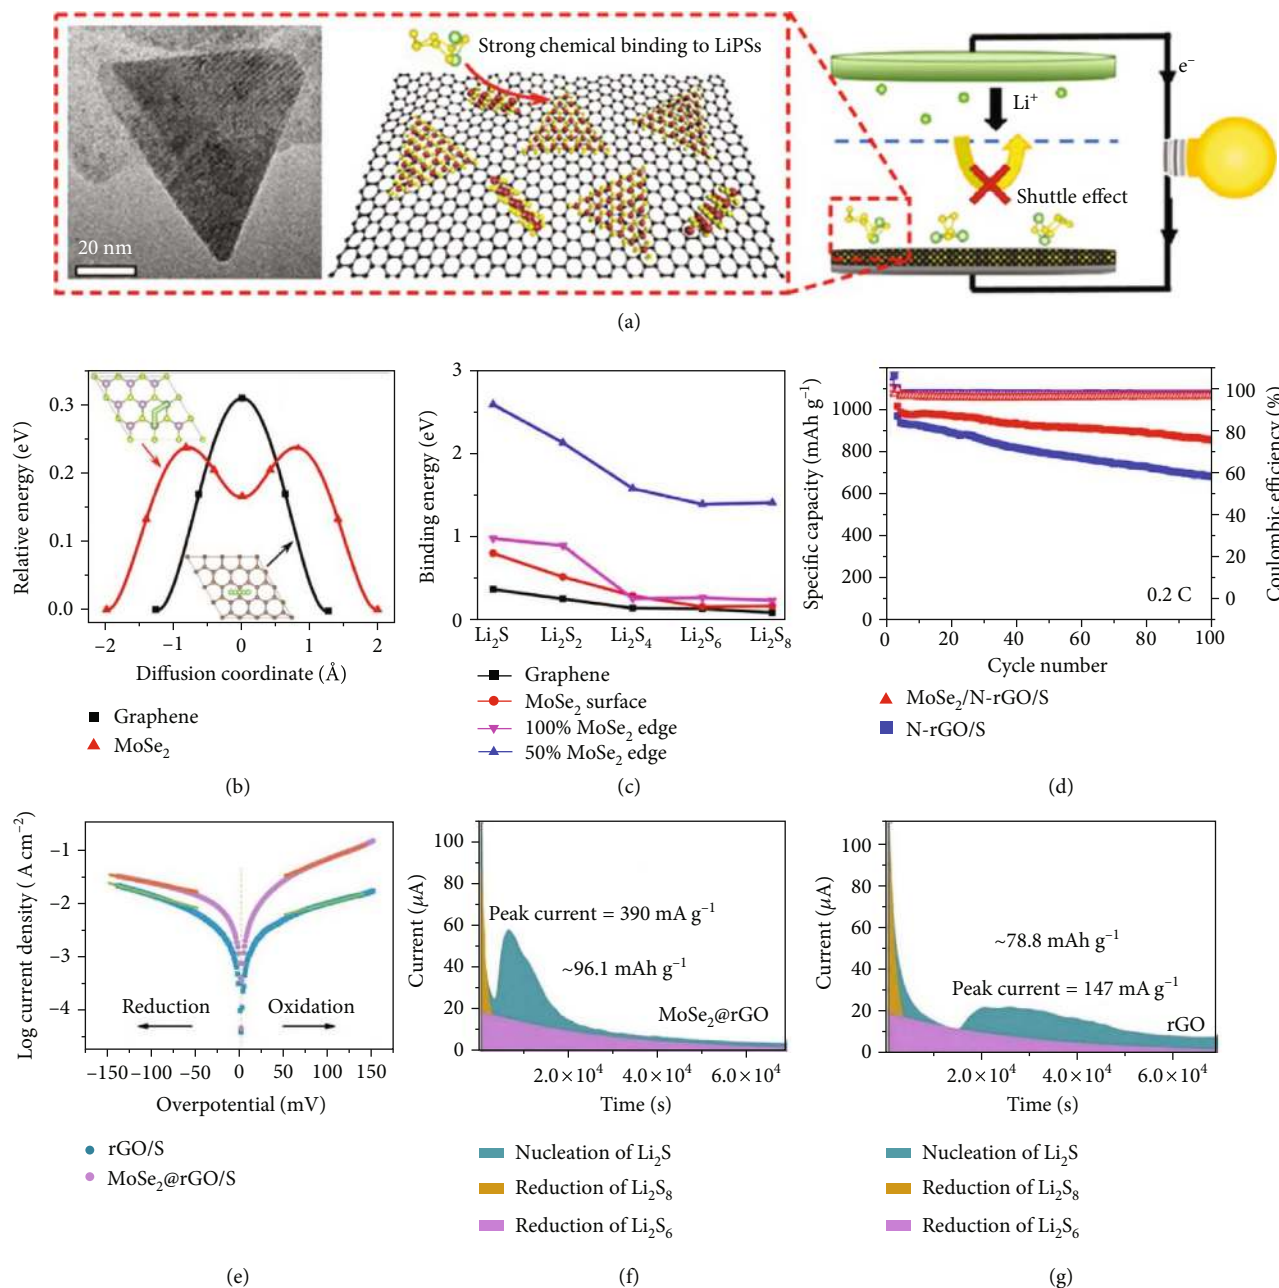 Strong chemical binding to LiPSs
20 nm
e⁻
Li⁺
Shuttle effect
(a)
Relative energy (eV)
0.3
0.2
0.1
0.0
−2
−1
0
1
2
Diffusion coordinate (Å)
Graphene
MoSe₂
(b)
Binding energy (eV)
3
2
1
0
Li₂S
Li₂S₂
Li₂S₄
Li₂S₆
Li₂S₈
Graphene
MoSe₂ surface
100% MoSe₂ edge
50% MoSe₂ edge
(c)
Specific capacity (mAh g⁻¹)
1000
800
600
400
200
0
0
20
40
60
80
100
Cycle number
100
80
60
40
20
0
Coulombic efficiency (%)
0.2 C
MoSe₂/N-rGO/S
N-rGO/S
(d)
Log current density ( A cm⁻²)
−1
−2
−3
−4
Reduction
Oxidation
−150
−100
−50
0
50
100
150
Overpotential (mV)
rGO/S
MoSe₂@rGO/S
(e)
Current (μA)
100
80
60
40
20
0
Peak current = 390 mA g⁻¹
~96.1 mAh g⁻¹
MoSe₂@rGO
2.0×10⁴
4.0×10⁴
6.0×10⁴
Time (s)
Nucleation of Li₂S
Reduction of Li₂S₈
Reduction of Li₂S₆
(f)
Current (μA)
100
80
60
40
20
0
~78.8 mAh g⁻¹
Peak current = 147 mA g⁻¹
rGO
2.0×10⁴
4.0×10⁴
6.0×10⁴
Time (s)
Nucleation of Li₂S
Reduction of Li₂S₈
Reduction of Li₂S₆
(g)